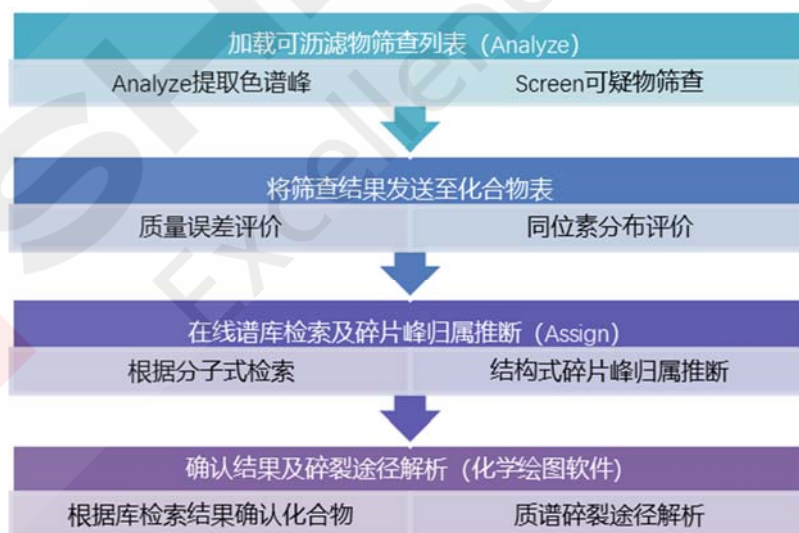 加载可沥滤物筛查列表 (Analyze)
Analyze提取色谱峰 Screen可疑物筛查
将筛查结果发送至化合物表
质量误差评价 同位素分布评价
在线谱库检索及碎片峰归属推断 (Assign)
根据分子式检索 结构式碎片峰归属推断
确认结果及碎裂途径解析 (化学绘图软件)
根据库检索结果确认化合物 质谱碎裂途径解析